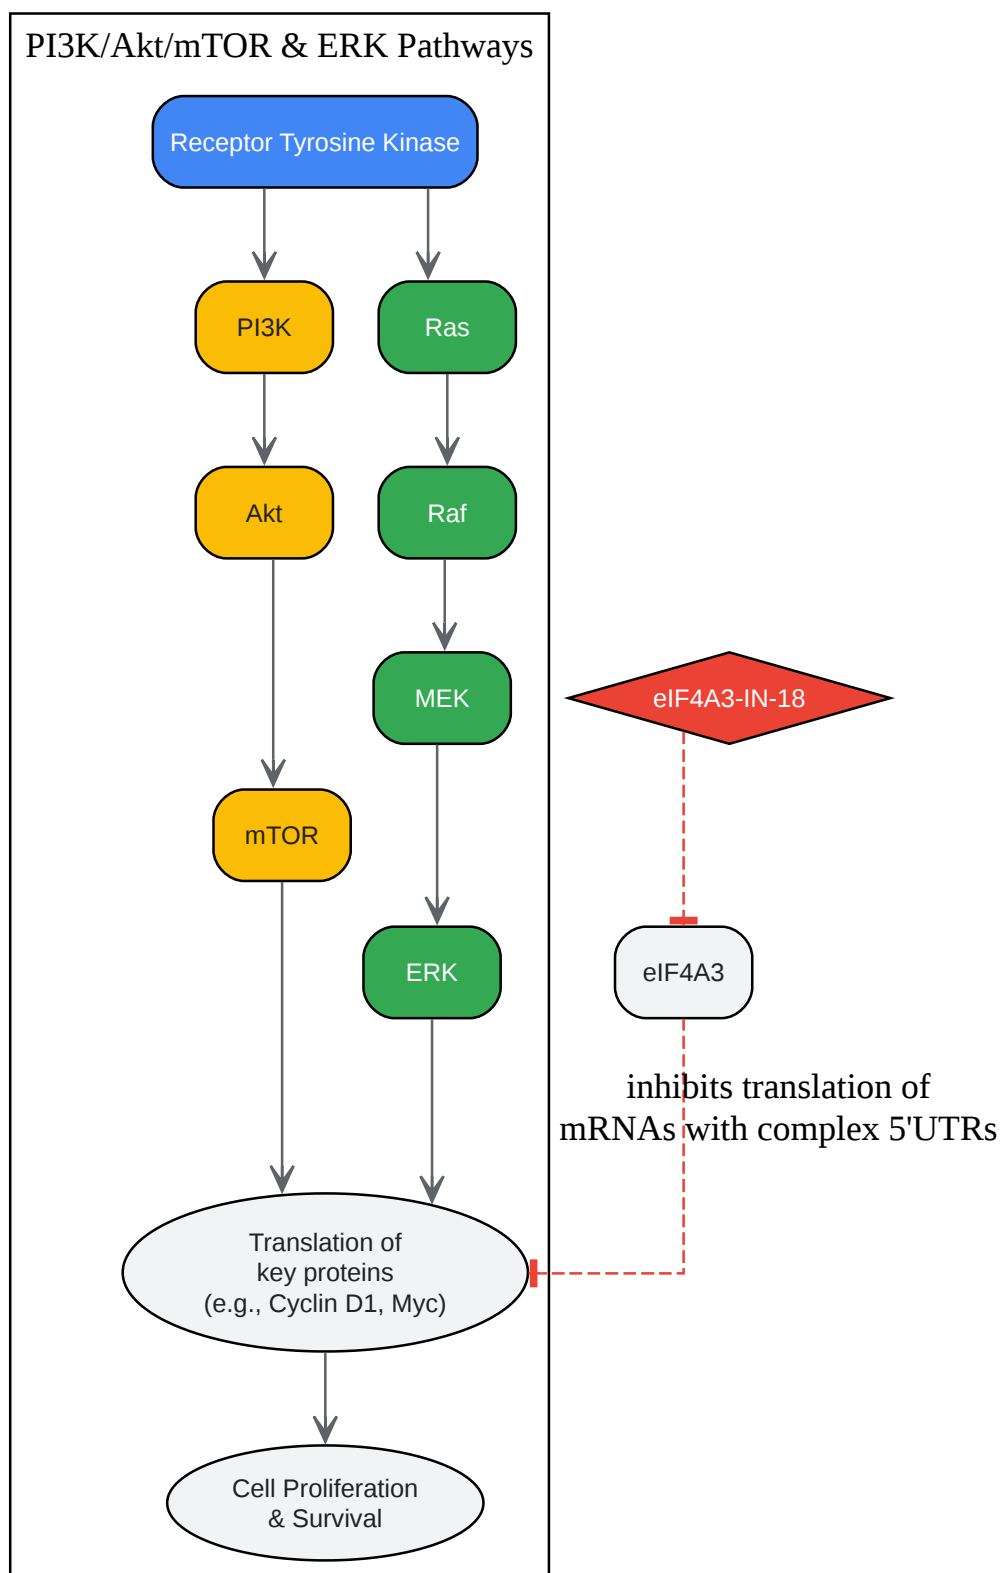 PI3K/Akt/mTOR & ERK Pathways
Receptor Tyrosine Kinase
PI3K
Ras
Akt
Raf
MEK
eIF4A3-IN-18
mTOR
ERK
eIF4A3
inhibits translation of
mRNAs with complex 5'UTRs
Translation of
key proteins
(e.g., Cyclin D1, Myc)
Cell Proliferation
& Survival